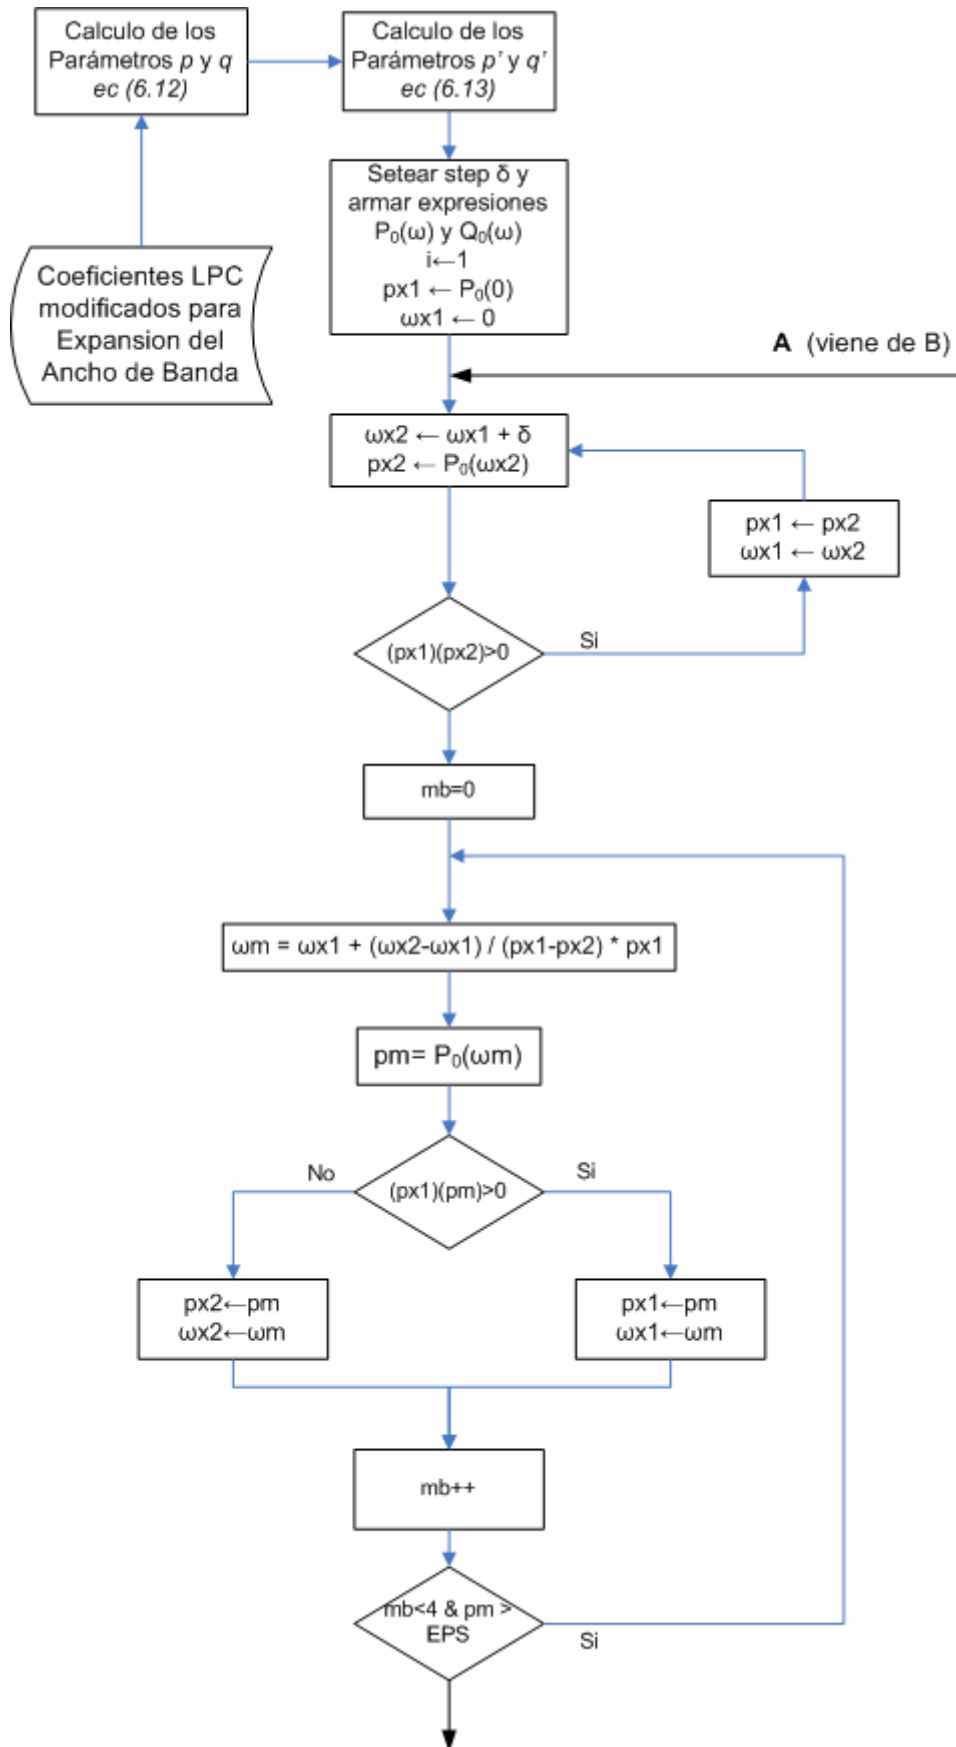 Calculo de los
Parámetros p y q
ec (6.12)
Calculo de los
Parámetros p' y q'
ec (6.13)
Setear step δ y
armar expresiones
P₀(ω) y Q₀(ω)
i←1
px1 ← P₀(0)
ωx1 ← 0
Coeficientes LPC
modificados para
Expansion del
Ancho de Banda
A (viene de B)
ωx2 ← ωx1 + δ
px2 ← P₀(ωx2)
px1 ← px2
ωx1 ← ωx2
(px1)(px2)>0
Si
mb=0
ωm = ωx1 + (ωx2-ωx1) / (px1-px2) * px1
pm= P₀(ωm)
(px1)(pm)>0
No
Si
px2←pm
ωx2←ωm
px1←pm
ωx1←ωm
mb++
mb<4 & pm >
EPS
Si